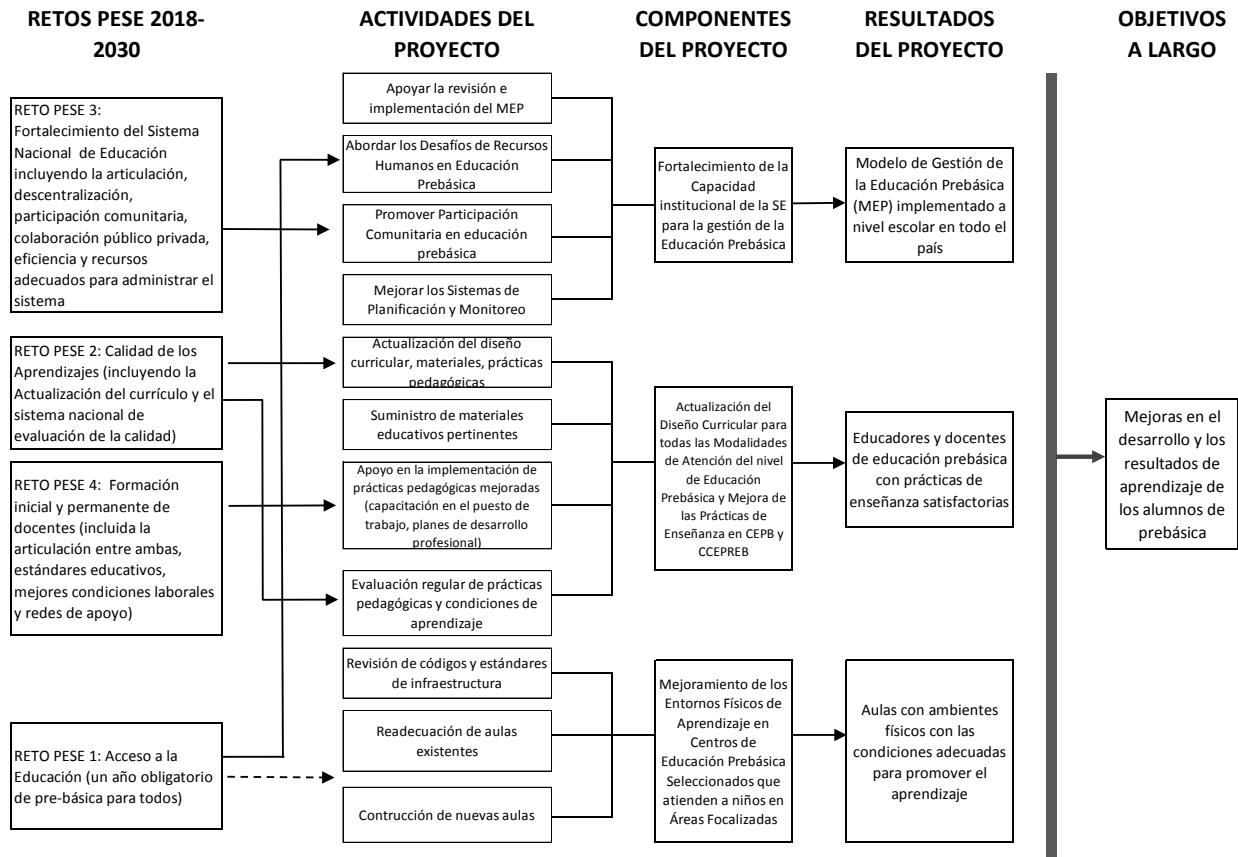 RETOS PESE 2018-
2030
ACTIVIDADES DEL
PROYECTO
COMPONENTES
DEL PROYECTO
RESULTADOS
DEL PROYECTO
OBJETIVOS
A LARGO
RETO PESE 3:
Fortalecimiento del Sistema
Nacional de Educación
incluyendo la articulación,
descentralización,
participación comunitaria,
colaboración público privada,
eficiencia y recursos
adecuados para administrar el
sistema
RETO PESE 2: Calidad de los
Aprendizajes (incluyendo la
Actualización del currículo y el
sistema nacional de
evaluación de la calidad)
RETO PESE 4: Formación
inicial y permanente de
docentes (incluida la
articulación entre ambas,
estándares educativos,
mejores condiciones laborales
y redes de apoyo)
RETO PESE 1: Acceso a la
Educación (un año obligatorio
de pre-básica para todos)
Apoyar la revisión e
implementación del MEP
Abordar los Desafíos de Recursos
Humanos en Educación
Prebásica
Promover Participación
Comunitaria en educación
prebásica
Mejorar los Sistemas de
Planificación y Monitoreo
Actualización del diseño
curricular, materiales, prácticas
pedagógicas
Suministro de materiales
educativos pertinentes
Apoyo en la implementación de
prácticas pedagógicas mejoradas
(capacitación en el puesto de
trabajo, planes de desarrollo
profesional)
Evaluación regular de prácticas
pedagógicas y condiciones de
aprendizaje
Revisión de códigos y estándares
de infraestructura
Readecuación de aulas
existentes
Contrucción de nuevas aulas
Fortalecimiento de la
Capacidad
institucional de la SE
para la gestión de la
Educación Prebásica
Actualización del
Diseño Curricular para
todas las Modalidades
de Atención del nivel
de Educación
Prebásica y Mejora de
las Prácticas de
Enseñanza en CEPB y
CCEPREB
Mejoramiento de los
Entornos Físicos de
Aprendizaje en
Centros de
Educación Prebásica
Seleccionados que
atienden a niños en
Áreas Focalizadas
Modelo de Gestión de
la Educación Prebásica
(MEP) implementado a
nivel escolar en todo el
país
Educadores y docentes
de educación prebásica
con prácticas de
enseñanza satisfactorias
Aulas con ambientes
físicos con las
condiciones adecuadas
para promover el
aprendizaje
Mejoras en el
desarrollo y los
resultados de
aprendizaje de
los alumnos de
prebásica